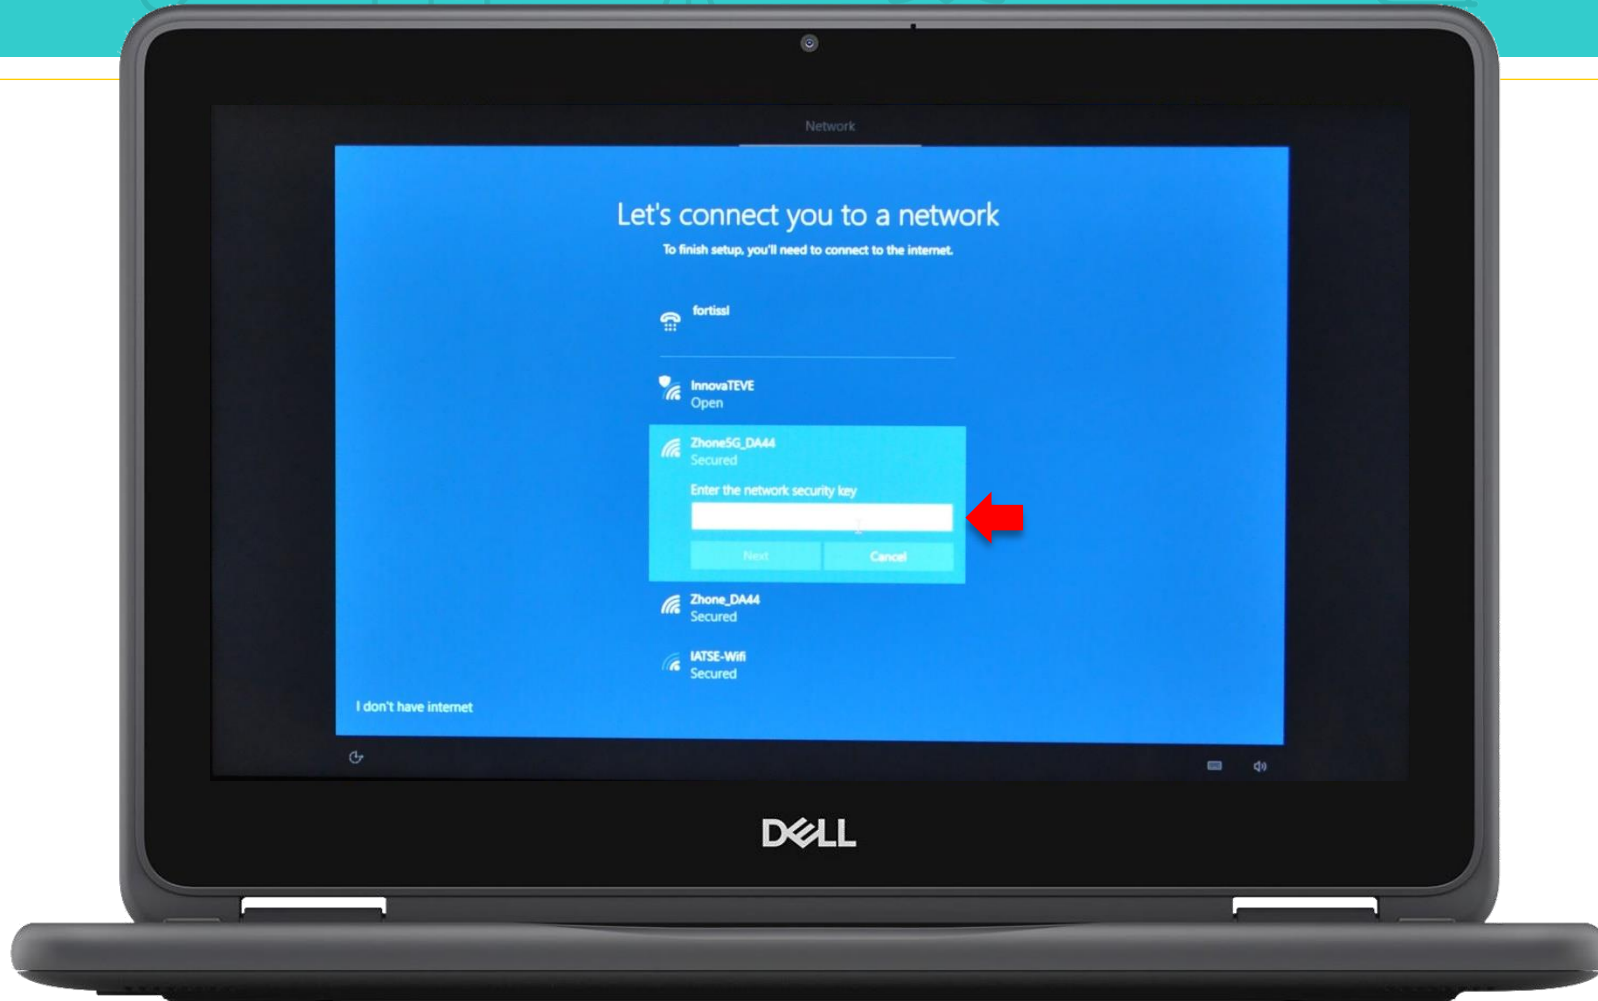 Network
Let's connect you to a network
To finish setup, you'll need to connect to the internet.
fortissl
InnovaTEVE
Open
Zhone5G_DA44
Secured
Enter the network security key
Next
Cancel
Zhone_DA44
Secured
IATSE-Wifi
Secured
I don't have internet
DELL